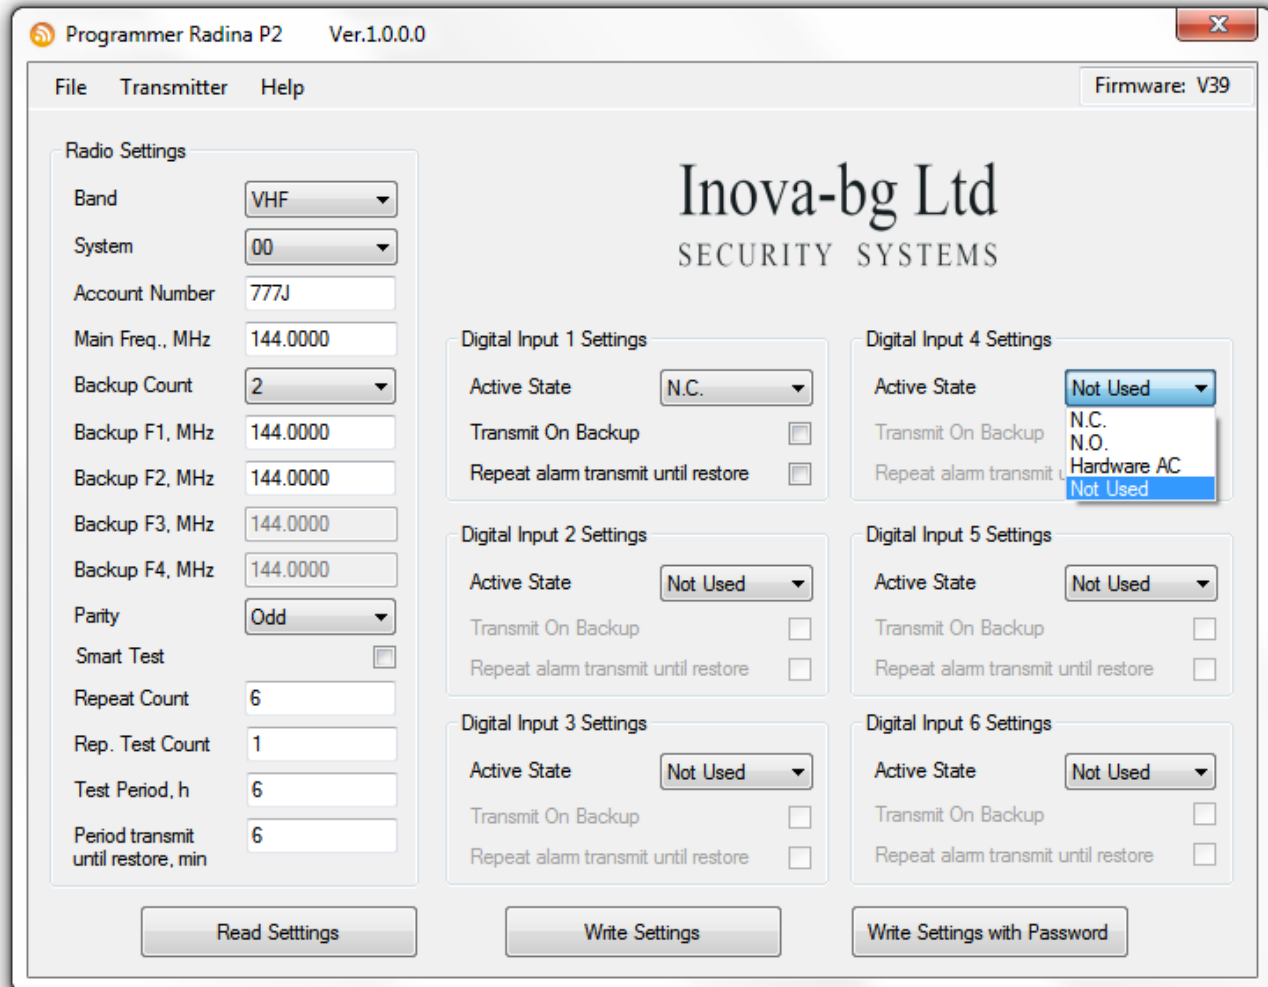 Programmer Radina P2 Ver.1.0.0.0
File Transmitter Help Firmware: V39
Radio Settings
Band VHF
System 00
Account Number 777J
Main Freq., MHz 144.0000
Backup Count 2
Backup F1, MHz 144.0000
Backup F2, MHz 144.0000
Backup F3, MHz 144.0000
Backup F4, MHz 144.0000
Parity Odd
Smart Test
Repeat Count 6
Rep. Test Count 1
Test Period, h 6
Period transmit
until restore, min 6
Inova-bg Ltd
SECURITY SYSTEMS
Digital Input 1 Settings
Active State N.C.
Transmit On Backup
Repeat alarm transmit until restore
Digital Input 2 Settings
Active State Not Used
Transmit On Backup
Repeat alarm transmit until restore
Digital Input 3 Settings
Active State Not Used
Transmit On Backup
Repeat alarm transmit until restore
Digital Input 4 Settings
Active State Not Used
N.C.
N.O.
Hardware AC
Not Used
Transmit On Backup
Repeat alarm transmit u
Digital Input 5 Settings
Active State Not Used
Transmit On Backup
Repeat alarm transmit until restore
Digital Input 6 Settings
Active State Not Used
Transmit On Backup
Repeat alarm transmit until restore
Read Setttings
Write Settings
Write Settings with Password